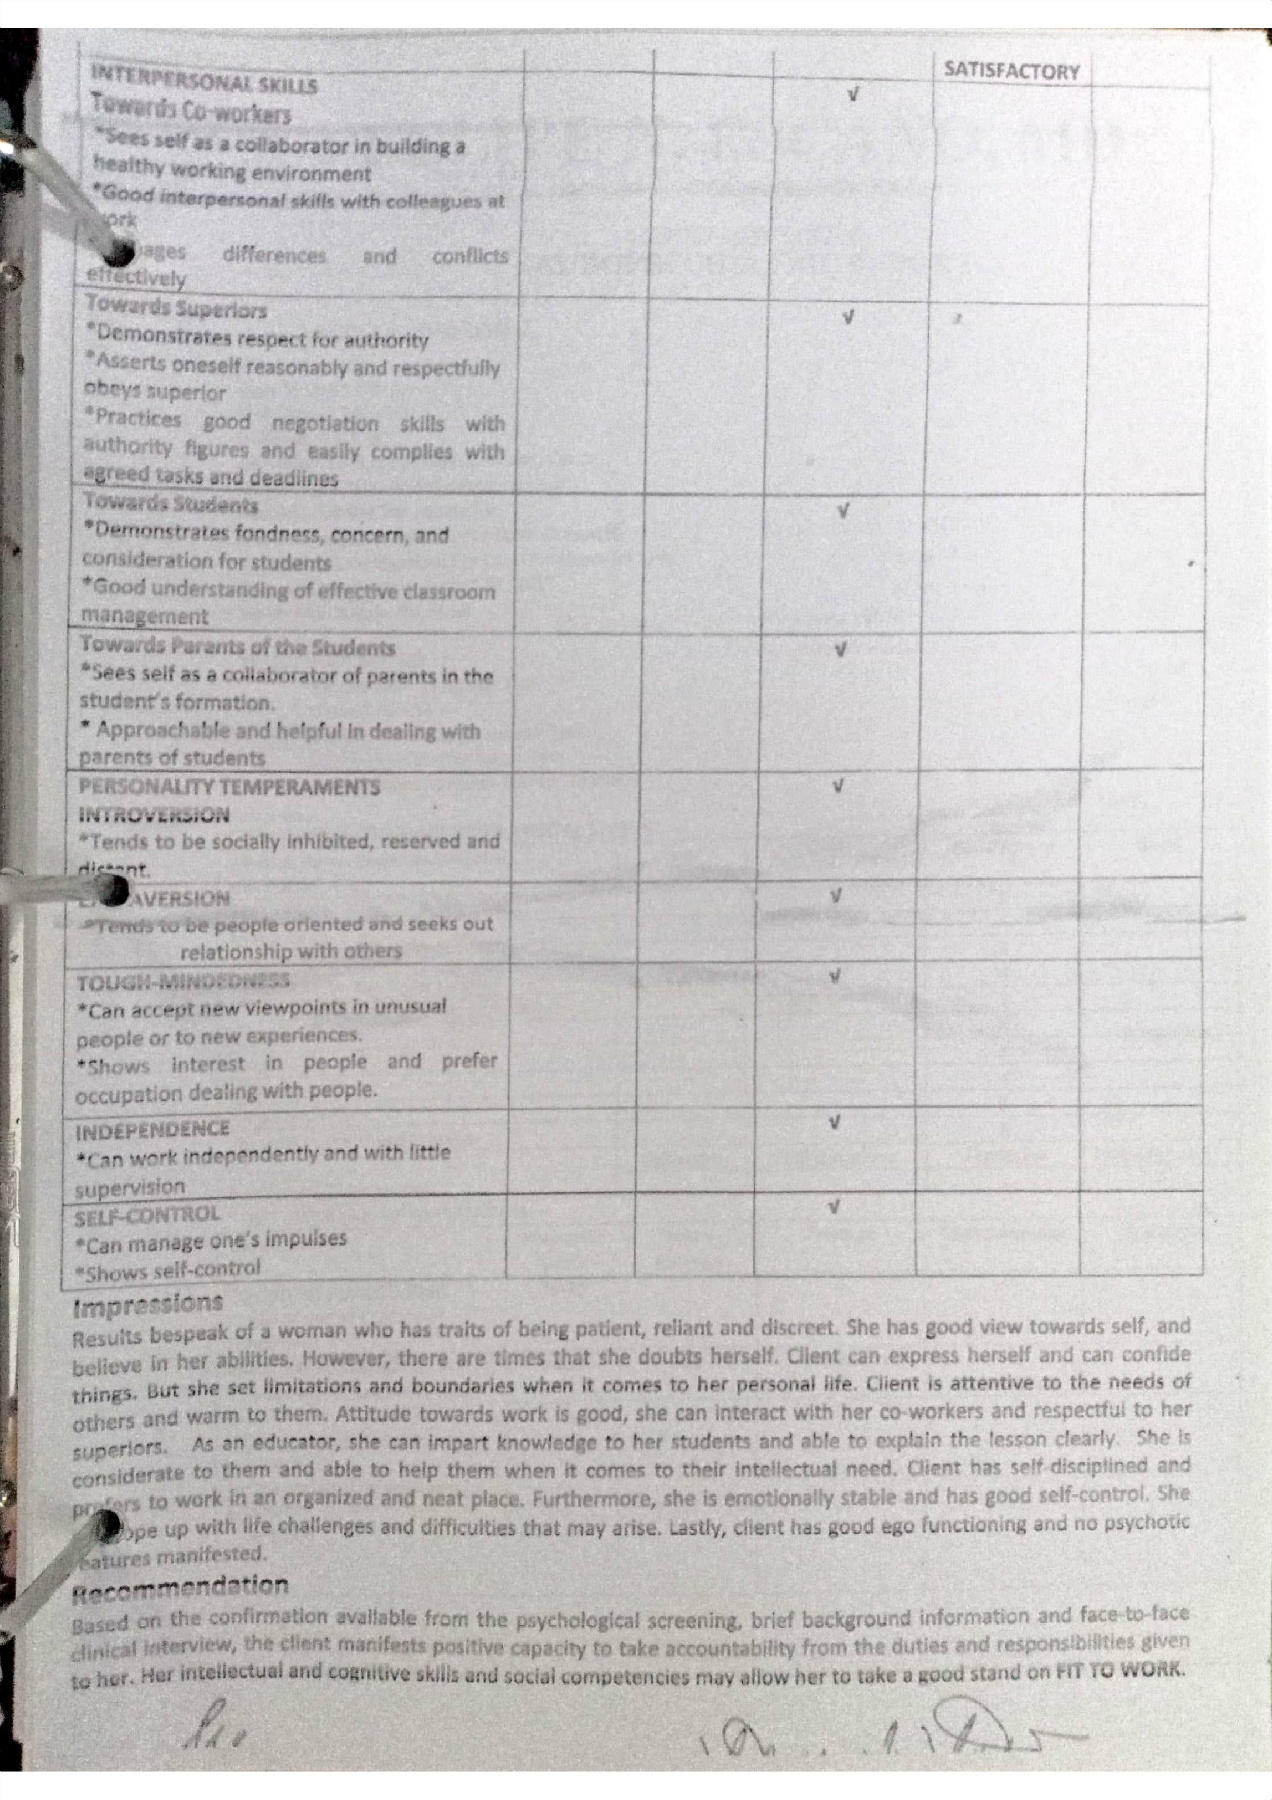 SATISFACTORY
INTERPERSONAL SKILLS
√
Towards Co-workers
*Sees self as a collaborator in building a
healthy working environment
*Good interpersonal skills with colleagues at
differences and conflicts
effectively
Towards Superiors
√
*Demonstrates respect for authority
*Asserts oneself reasonably and respectfully
obeys superior
*Practices good negotiation skills with
authority figures and easily complies with
agreed tasks and deadlines
Towards Students
√
*Demonstrates fondness, concern, and
consideration for students
*Good understanding of effective classroom
management
Towards Parents of the Students
√
*Sees self as a collaborator of parents in the
student's formation.
* Approachable and helpful in dealing with
parents of students
PERSONALITY TEMPERAMENTS
√
INTROVERSION
*Tends to be socially inhibited, reserved and
distant.
√
*Tends to be people oriented and seeks out
relationship with others
TOUGH-MINDEDNESS
√
*Can accept new viewpoints in unusual
people or to new experiences.
*Shows interest in people and prefer
occupation dealing with people.
INDEPENDENCE
√
*Can work independently and with little
supervision
SELF-CONTROL
√
*Can manage one's impulses
*Shows self-control
Impressions
Results bespeak of a woman who has traits of being patient, reliant and discreet. She has good view towards self, and
believe in her abilities. However, there are times that she doubts herself. Client can express herself and can confide
things. But she set limitations and boundaries when it comes to her personal life. Client is attentive to the needs of
others and warm to them. Attitude towards work is good, she can interact with her co-workers and respectful to her
superiors. As an educator, she can impart knowledge to her students and able to explain the lesson clearly. She is
considerate to them and able to help them when it comes to their intellectual need. Client has self-disciplined and
prefers to work in an organized and neat place. Furthermore, she is emotionally stable and has good self-control. She
up with life challenges and difficulties that may arise. Lastly, client has good ego functioning and no psychotic
features manifested.
Recommendation
Based on the confirmation available from the psychological screening, brief background information and face-to-face
clinical interview, the client manifests positive capacity to take accountability from the duties and responsibilities given
to her. Her intellectual and cognitive skills and social competencies may allow her to take a good stand on FIT TO WORK.